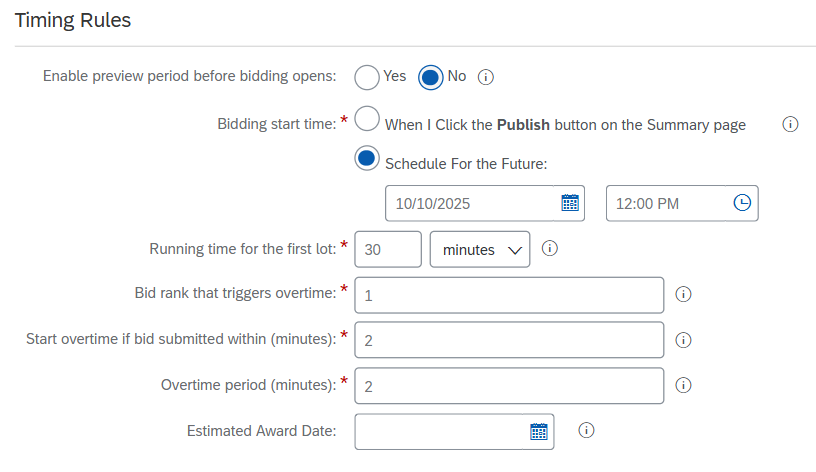 Timing Rules
Enable preview period before bidding opens: Yes No
Bidding start time: * When I Click the Publish button on the Summary page
Schedule For the Future:
10/10/2025 12:00 PM
Running time for the first lot: * 30 minutes
Bid rank that triggers overtime: * 1
Start overtime if bid submitted within (minutes): * 2
Overtime period (minutes): * 2
Estimated Award Date: